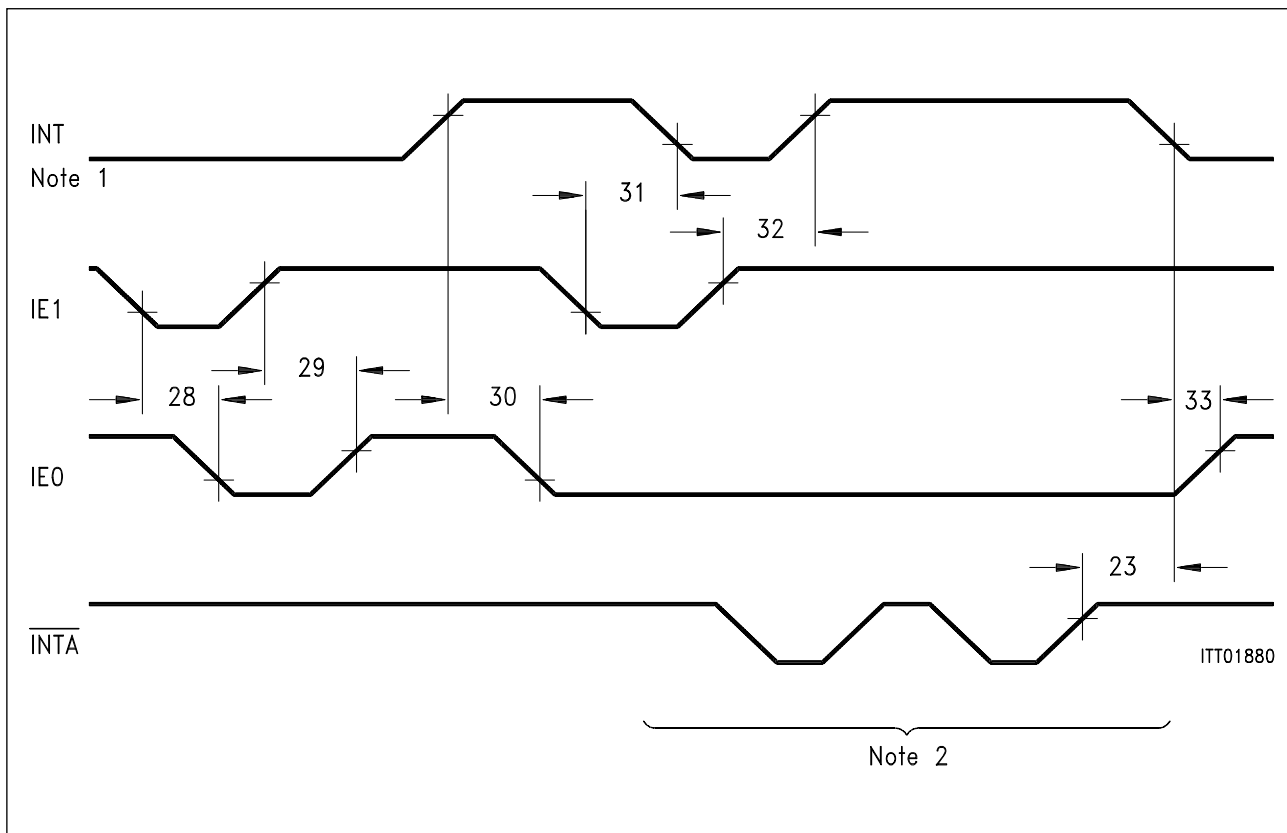 INT
Note 1
31
32
IE1
29
28
30
33
IE0
23
INTA
ITT01880
Note 2